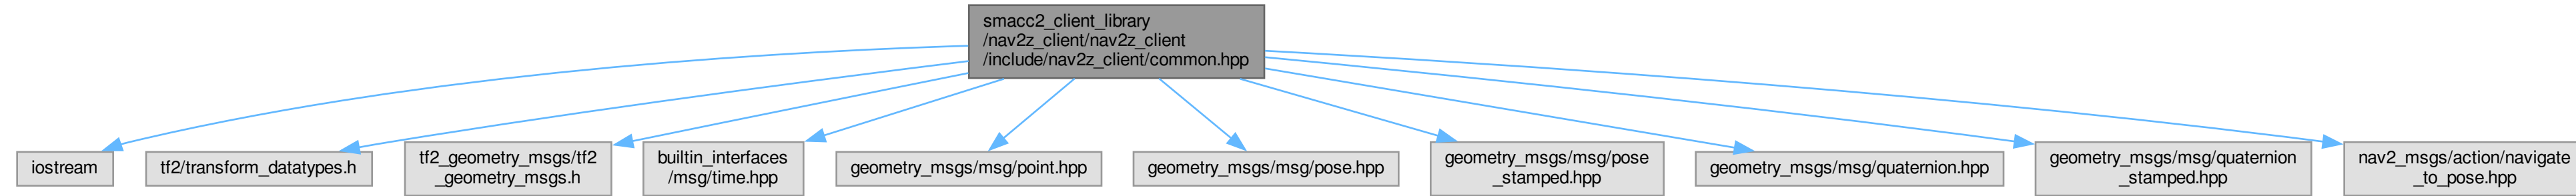 smacc2_client_library
/nav2z_client/nav2z_client
/include/nav2z_client/common.hpp
iostream
tf2/transform_datatypes.h
tf2_geometry_msgs/tf2
_geometry_msgs.h
builtin_interfaces
/msg/time.hpp
geometry_msgs/msg/point.hpp
geometry_msgs/msg/pose.hpp
geometry_msgs/msg/pose
_stamped.hpp
geometry_msgs/msg/quaternion.hpp
geometry_msgs/msg/quaternion
_stamped.hpp
nav2_msgs/action/navigate
_to_pose.hpp